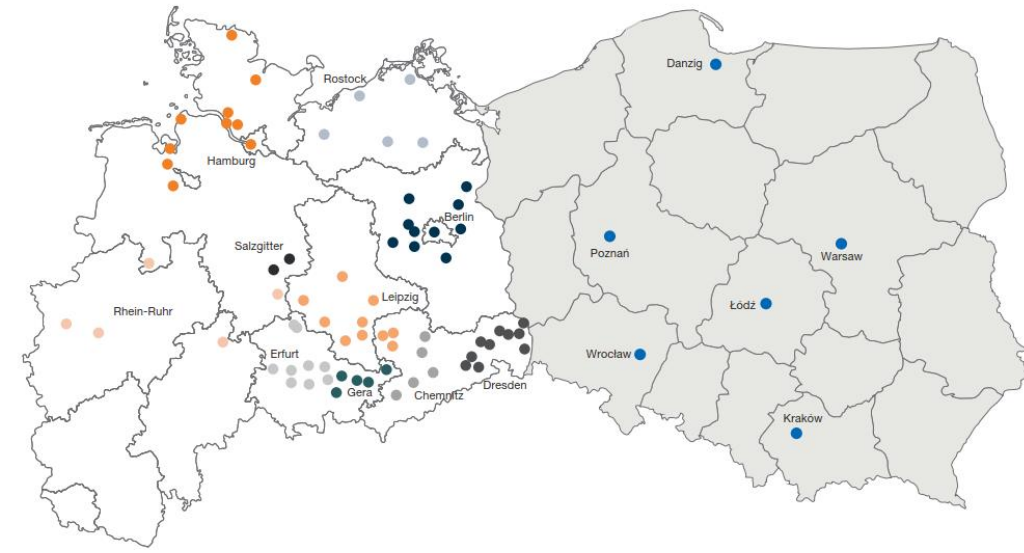 Danzig
Rostock
Hamburg
Berlin
Salzgitter
Poznań
Warsaw
Leipzig
Łódź
Rhein-Ruhr
Erfurt
Wrocław
Gera
Dresden
Chemnitz
Kraków